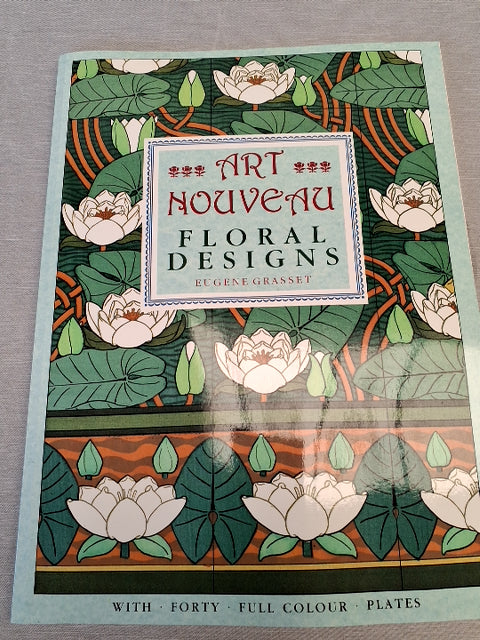 ART
NOUVEAU
FLORAL
DESIGNS
EUGENE GRASSET
WITH · FORTY · FULL COLOUR · PLATES